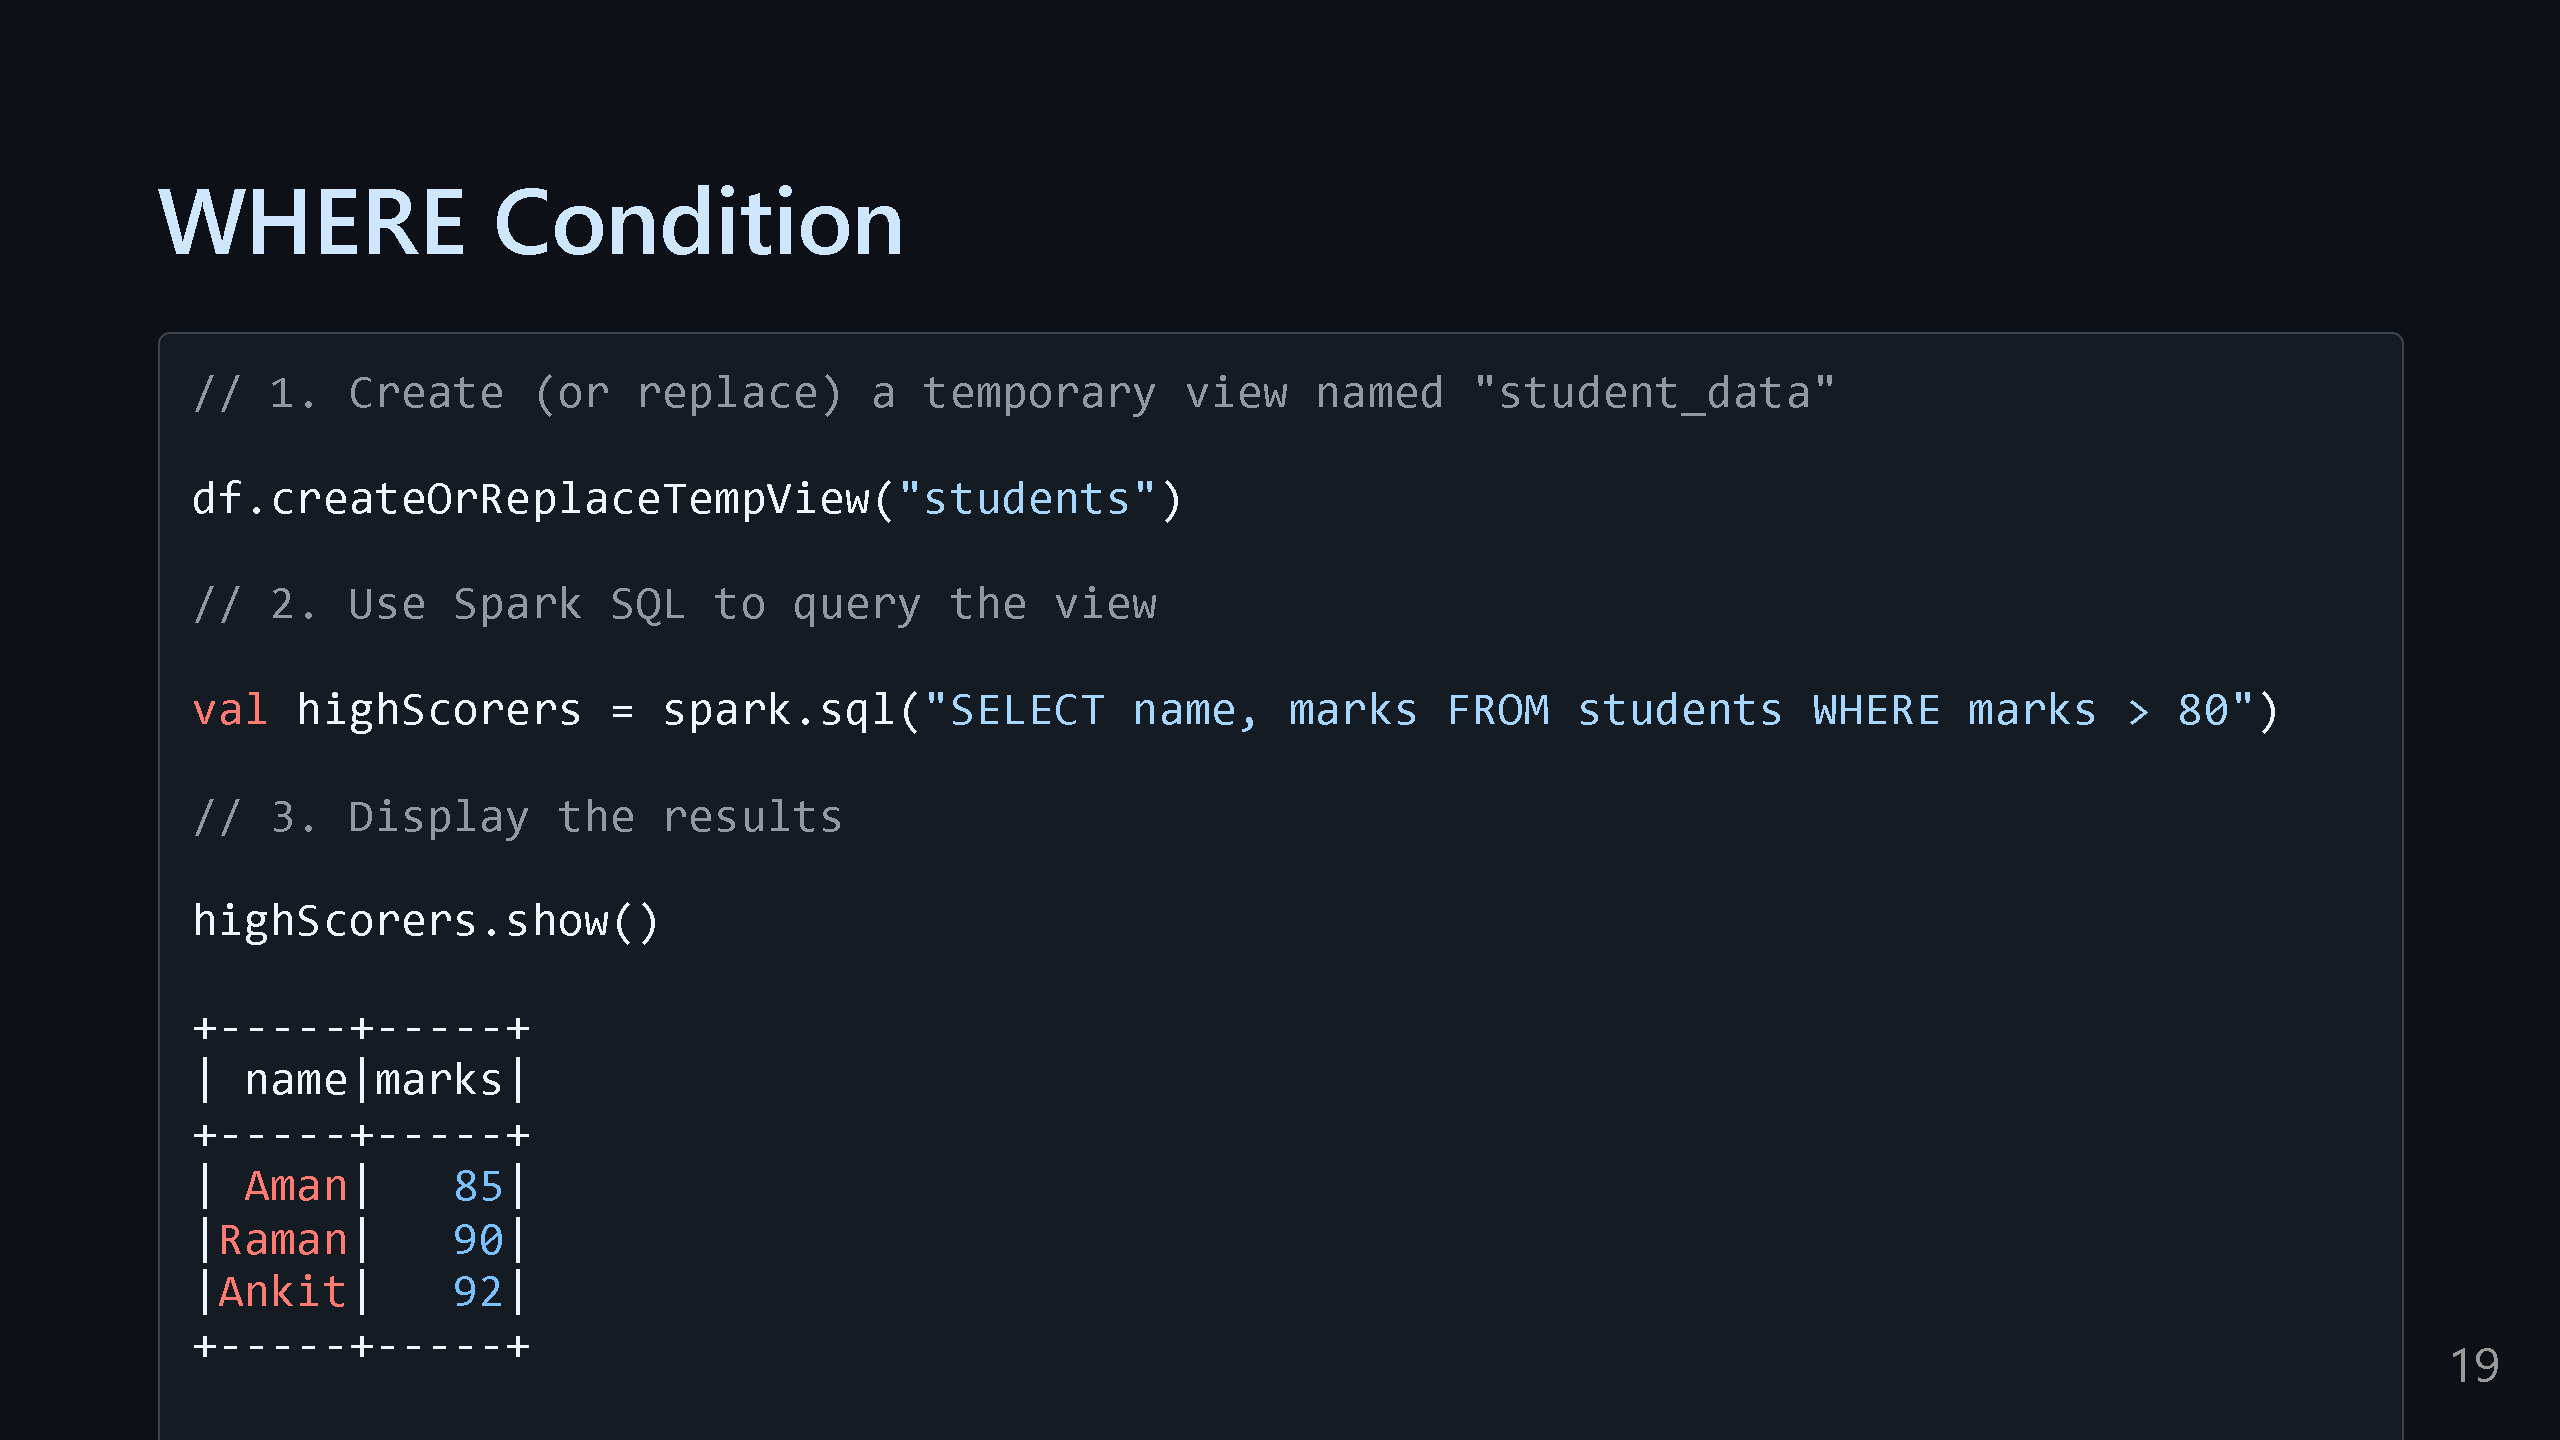 WHERE Condition
// 1. Create (or replace) a temporary view named "student_data"
df.createOrReplaceTempView("students")
// 2. Use Spark SQL to query the view
val highScorers = spark.sql("SELECT name, marks FROM students WHERE marks > 80")
// 3. Display the results
highScorers.show()
+-----+-----+
| name|marks|
+-----+-----+
| Aman|   85|
|Raman|   90|
|Ankit|   92|
+-----+-----+
19